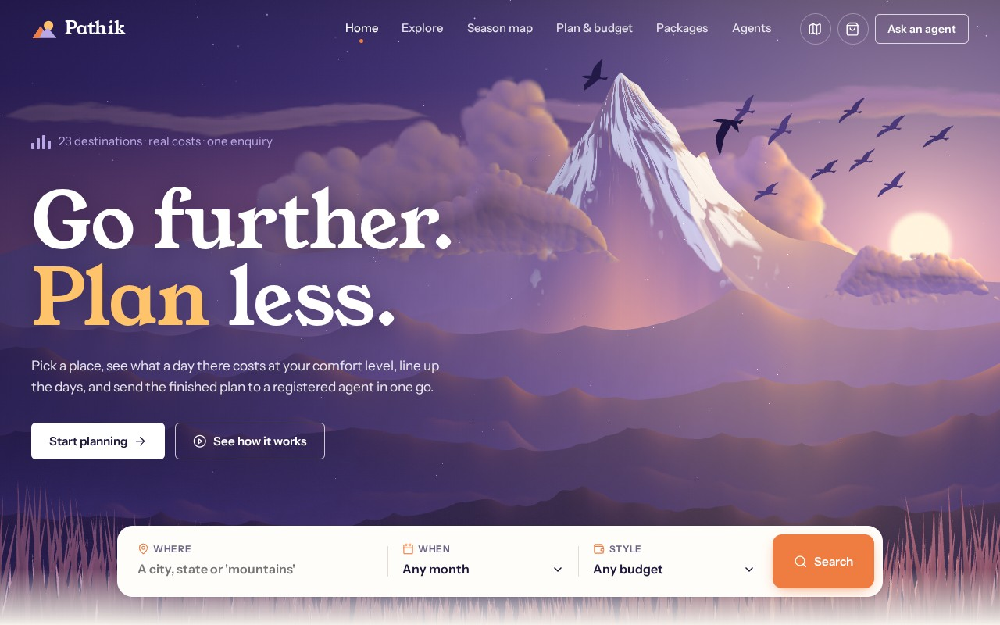 Pathik
Home
Explore
Season map
Plan & budget
Packages
Agents
Ask an agent
23 destinations · real costs · one enquiry
Go further.
Plan less.
Pick a place, see what a day there costs at your comfort level, line up
the days, and send the finished plan to a registered agent in one go.
Start planning
See how it works
WHERE
A city, state or 'mountains'
WHEN
Any month
STYLE
Any budget
Search